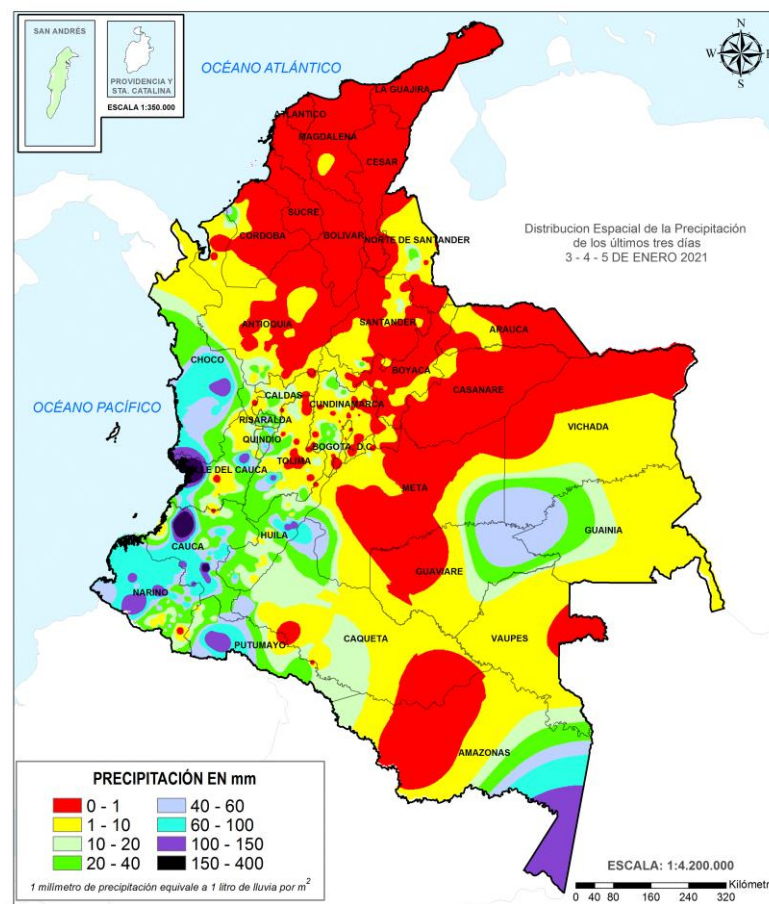 SAN ANDRÉS
PROVIDENCIA Y
STA. CATALINA
ESCALA 1:350.000
OCÉANO ATLÁNTICO
N
W
E
S
LA GUAJIRA
ATLANTICO
MAGDALENA
CESAR
SUCRE
CORDOBA
BOLIVAR
NORTE DE SANTANDER
Distribucion Espacial de la Precipitación
de los últimos tres días
3 - 4 - 5 DE ENERO 2021
ANTIOQUIA
SANTANDER
ARAUCA
CHOCO
BOYACA
CASANARE
OCÉANO PACÍFICO
CALDAS
CUNDINAMARCA
RISARALDA
VICHADA
QUINDIO
BOGOTA, D.C.
TOLIMA
LLE DEL CAUCA
META
HUILA
GUAINIA
CAUCA
GUAVIARE
NARIÑO
CAQUETA
VAUPES
PUTUMAYO
AMAZONAS
PRECIPITACIÓN EN mm
0 - 1
40 - 60
1 - 10
60 - 100
10 - 20
100 - 150
20 - 40
150 - 400
1 milímetro de precipitación equivale a 1 litro de lluvia por m2
ESCALA: 1:4.200.000
Kilómetr
0 40 80 160 240 320